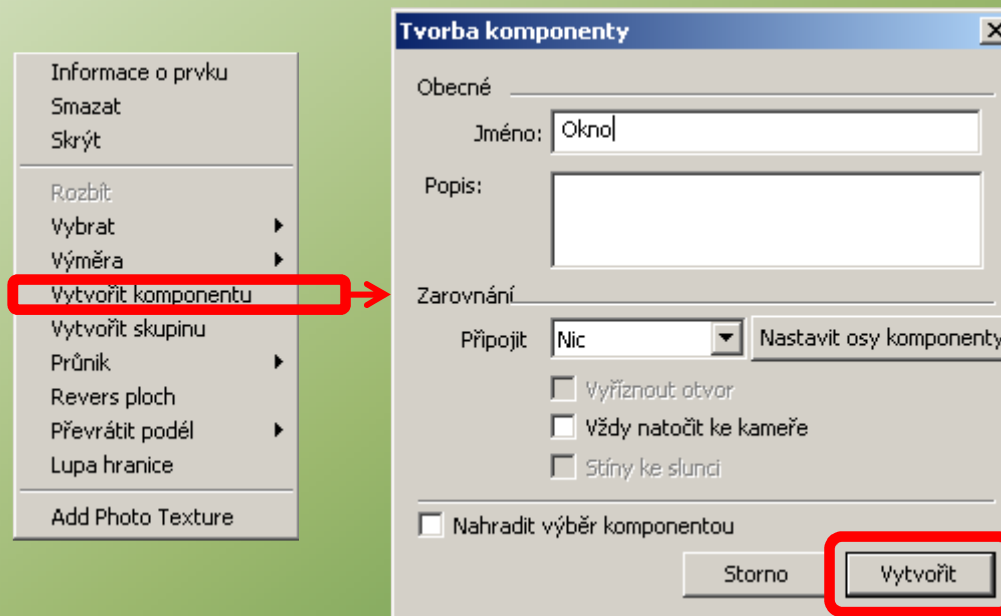 Informace o prvku
Smazat
Skrýt
Rozbít
Vybrat
Výměra
Vytvořit komponentu
Vytvořit skupinu
Průnik
Revers ploch
Převrátit podél
Lupa hranice
Add Photo Texture
Tvorba komponenty
Obecné
Jméno: Okno
Popis:
Zarovnání
Připojit Nic Nastavit osy komponenty
Vyříznout otvor
Vždy natočit ke kameře
Stíny ke slunci
Nahradit výběr komponentou
Storno Vytvořit